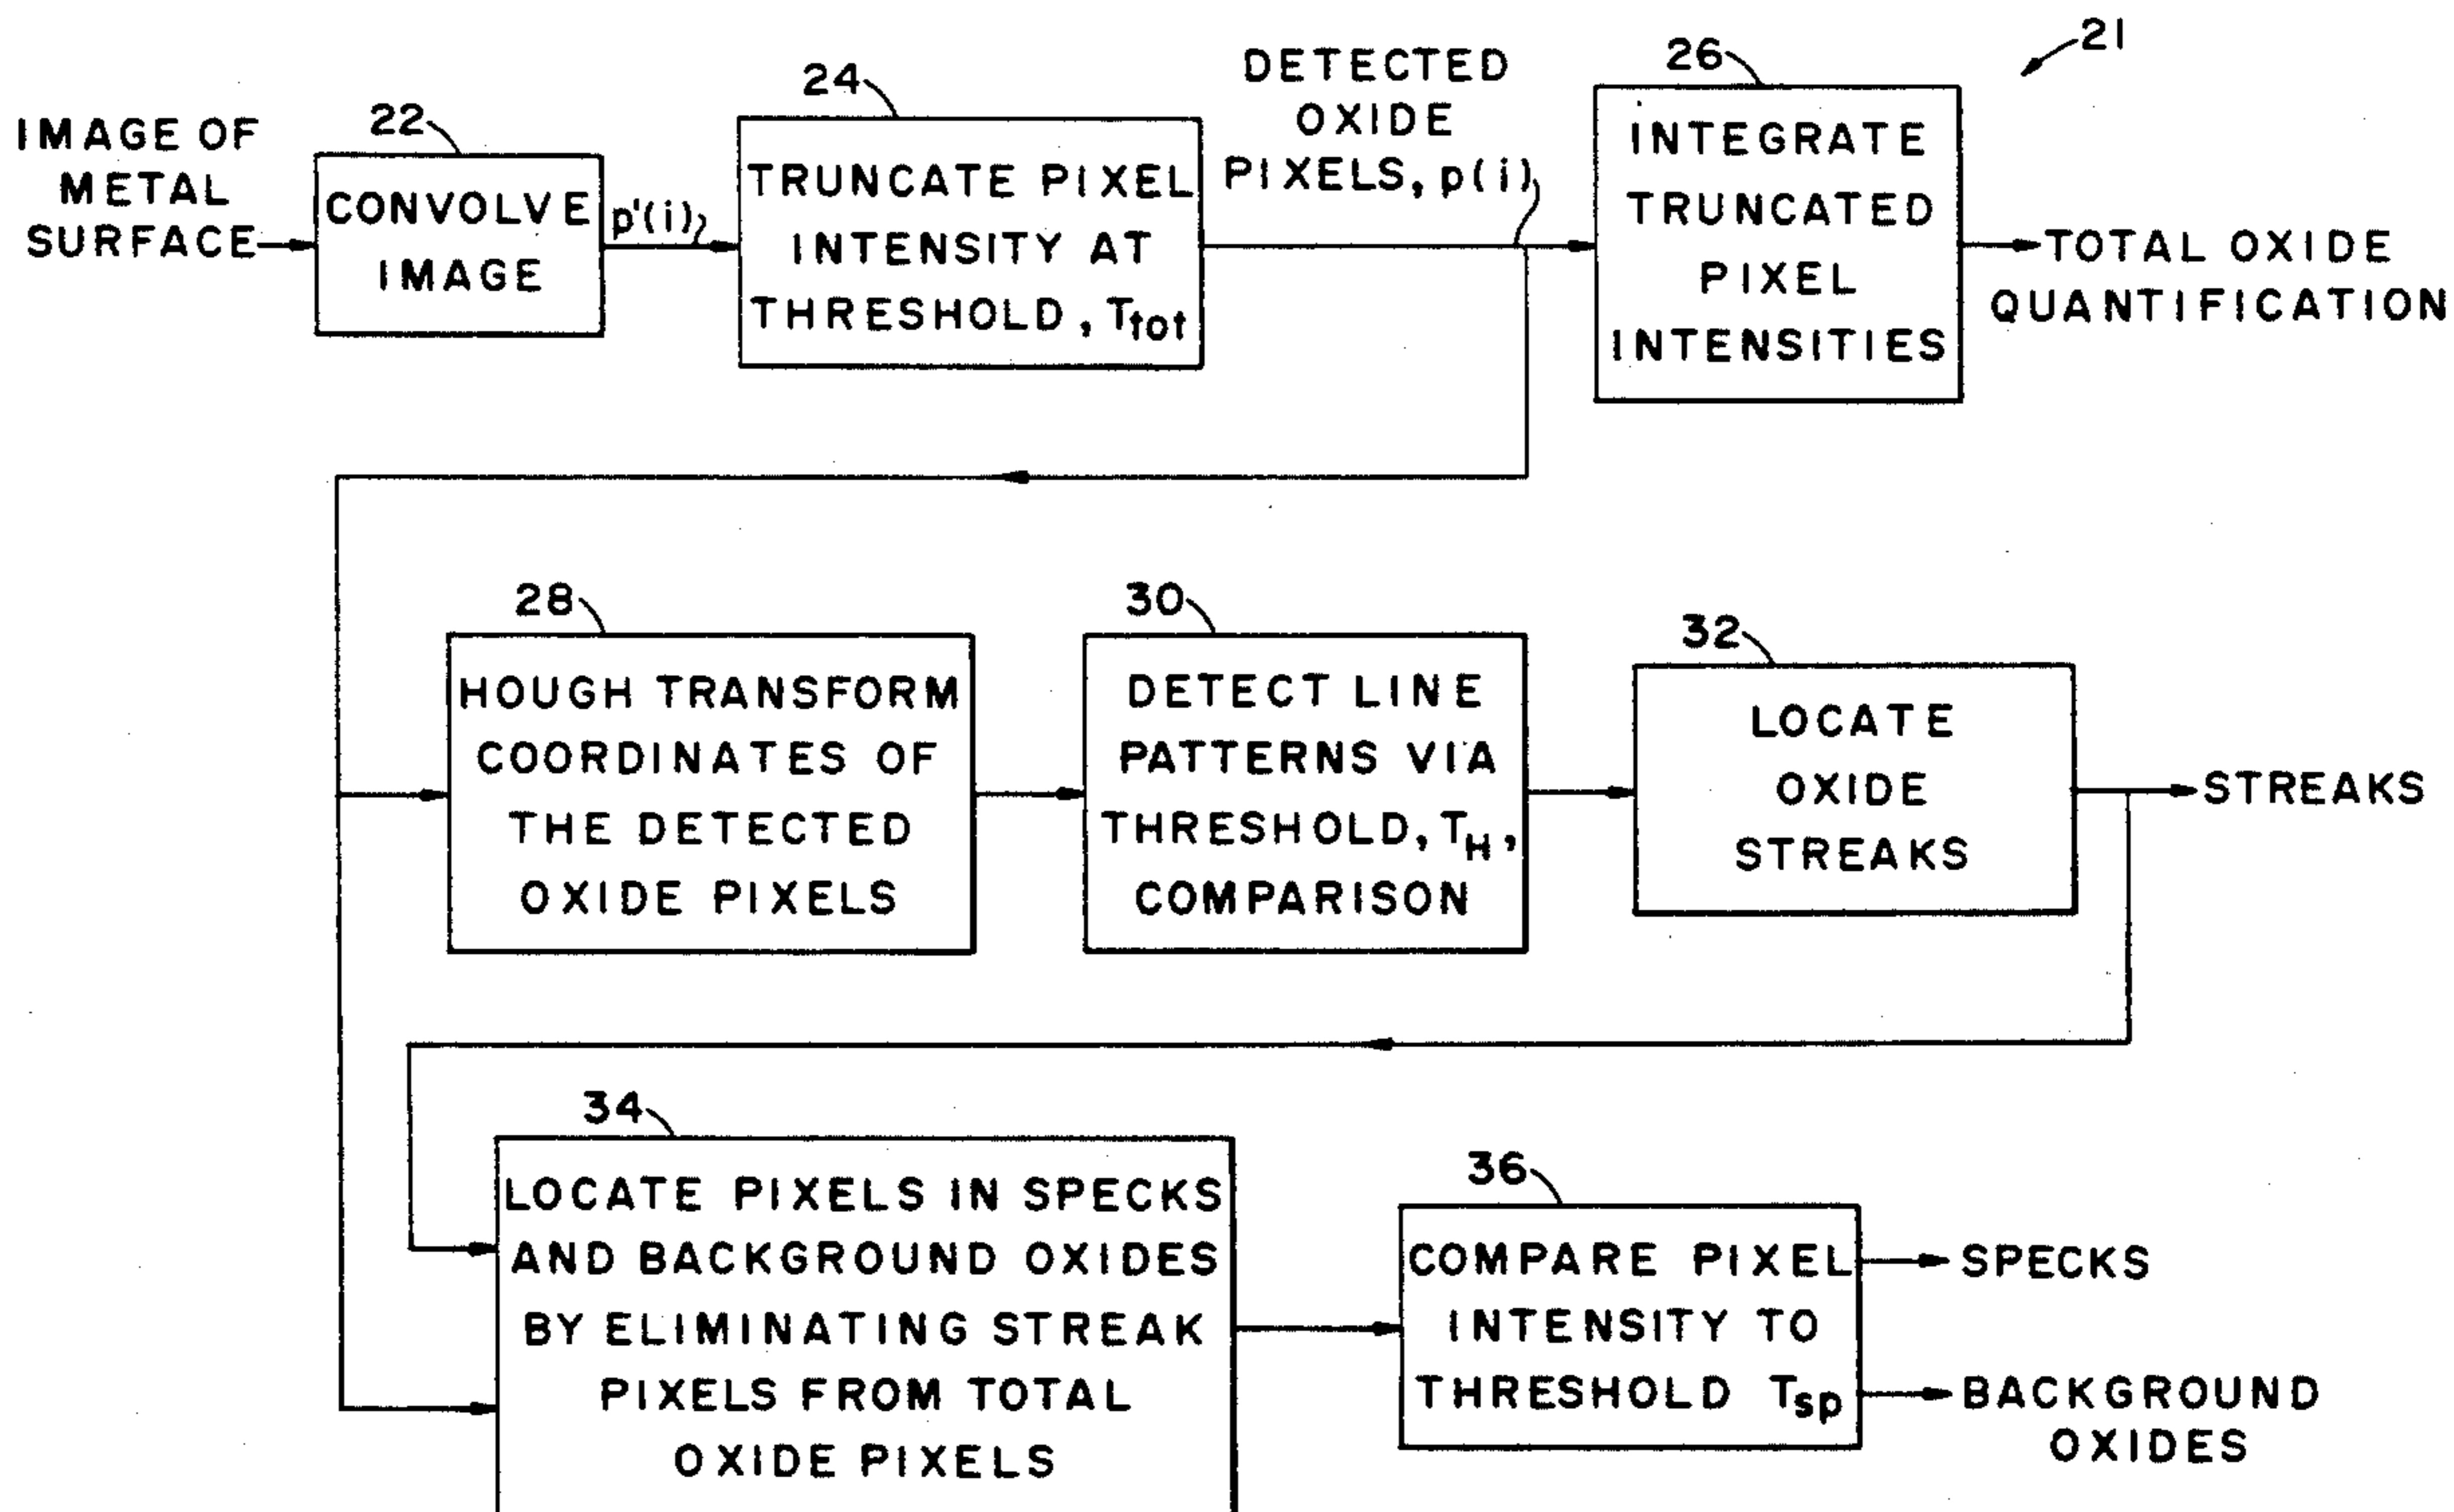 21
IMAGE OF
METAL
SURFACE
22
CONVOLVE
IMAGE
p'(i)
24
TRUNCATE PIXEL
INTENSITY AT
THRESHOLD, Ttot
DETECTED
OXIDE
PIXELS, p(i)
26
INTEGRATE
TRUNCATED
PIXEL
INTENSITIES
TOTAL OXIDE
QUANTIFICATION
28
HOUGH TRANSFORM
COORDINATES OF
THE DETECTED
OXIDE PIXELS
30
DETECT LINE
PATTERNS VIA
THRESHOLD, TH,
COMPARISON
32
LOCATE
OXIDE
STREAKS
STREAKS
34
LOCATE PIXELS IN SPECKS
AND BACKGROUND OXIDES
BY ELIMINATING STREAK
PIXELS FROM TOTAL
OXIDE PIXELS
36
COMPARE PIXEL
INTENSITY TO
THRESHOLD Tsp
SPECKS
BACKGROUND
OXIDES